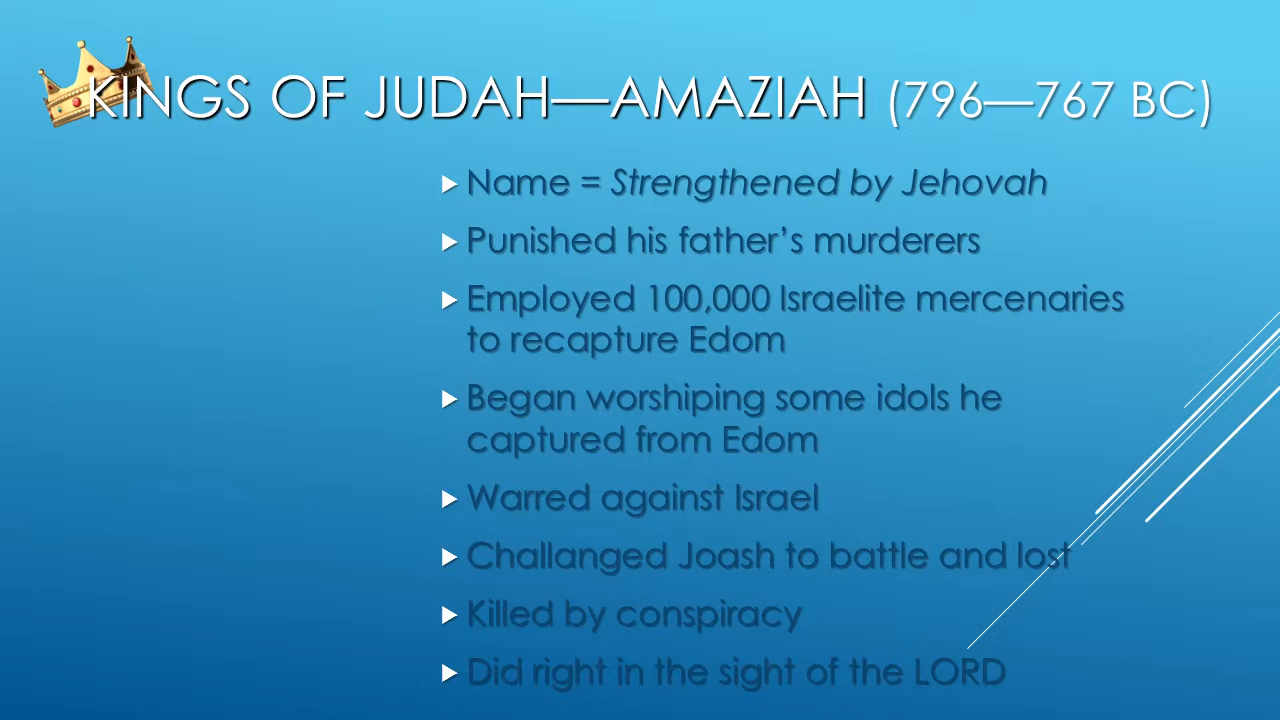 KINGS OF JUDAH—AMAZIAH (796—767 BC)
Name = Strengthened by Jehovah
Punished his father's murderers
Employed 100,000 Israelite mercenaries
to recapture Edom
Began worshiping some idols he
captured from Edom
Warred against Israel
Challanged Joash to battle and lost
Killed by conspiracy
Did right in the sight of the LORD